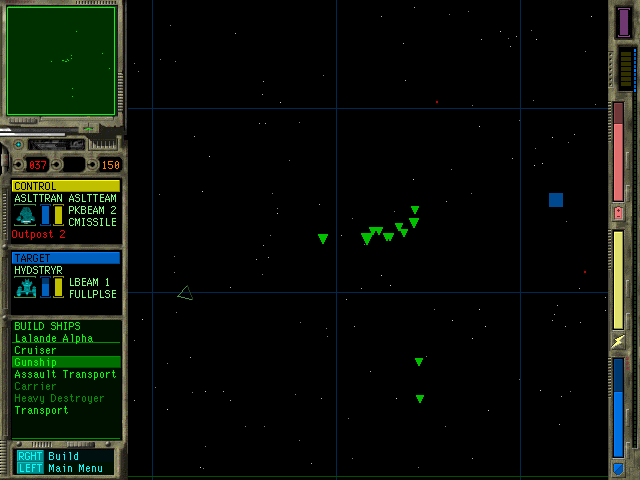 037 150
CONTROL
ASLTTRAN ASLTTEAM
PKBEAM 2
CMISSILE
Outpost 2
TARGET
HVDSTRYR
LBEAM 1
FULLPLSE
BUILD SHIPS
Lalande Alpha
Cruiser
Gunship
Assault Transport
Carrier
Heavy Destroyer
Transport
RGHT Build
LEFT Main Menu